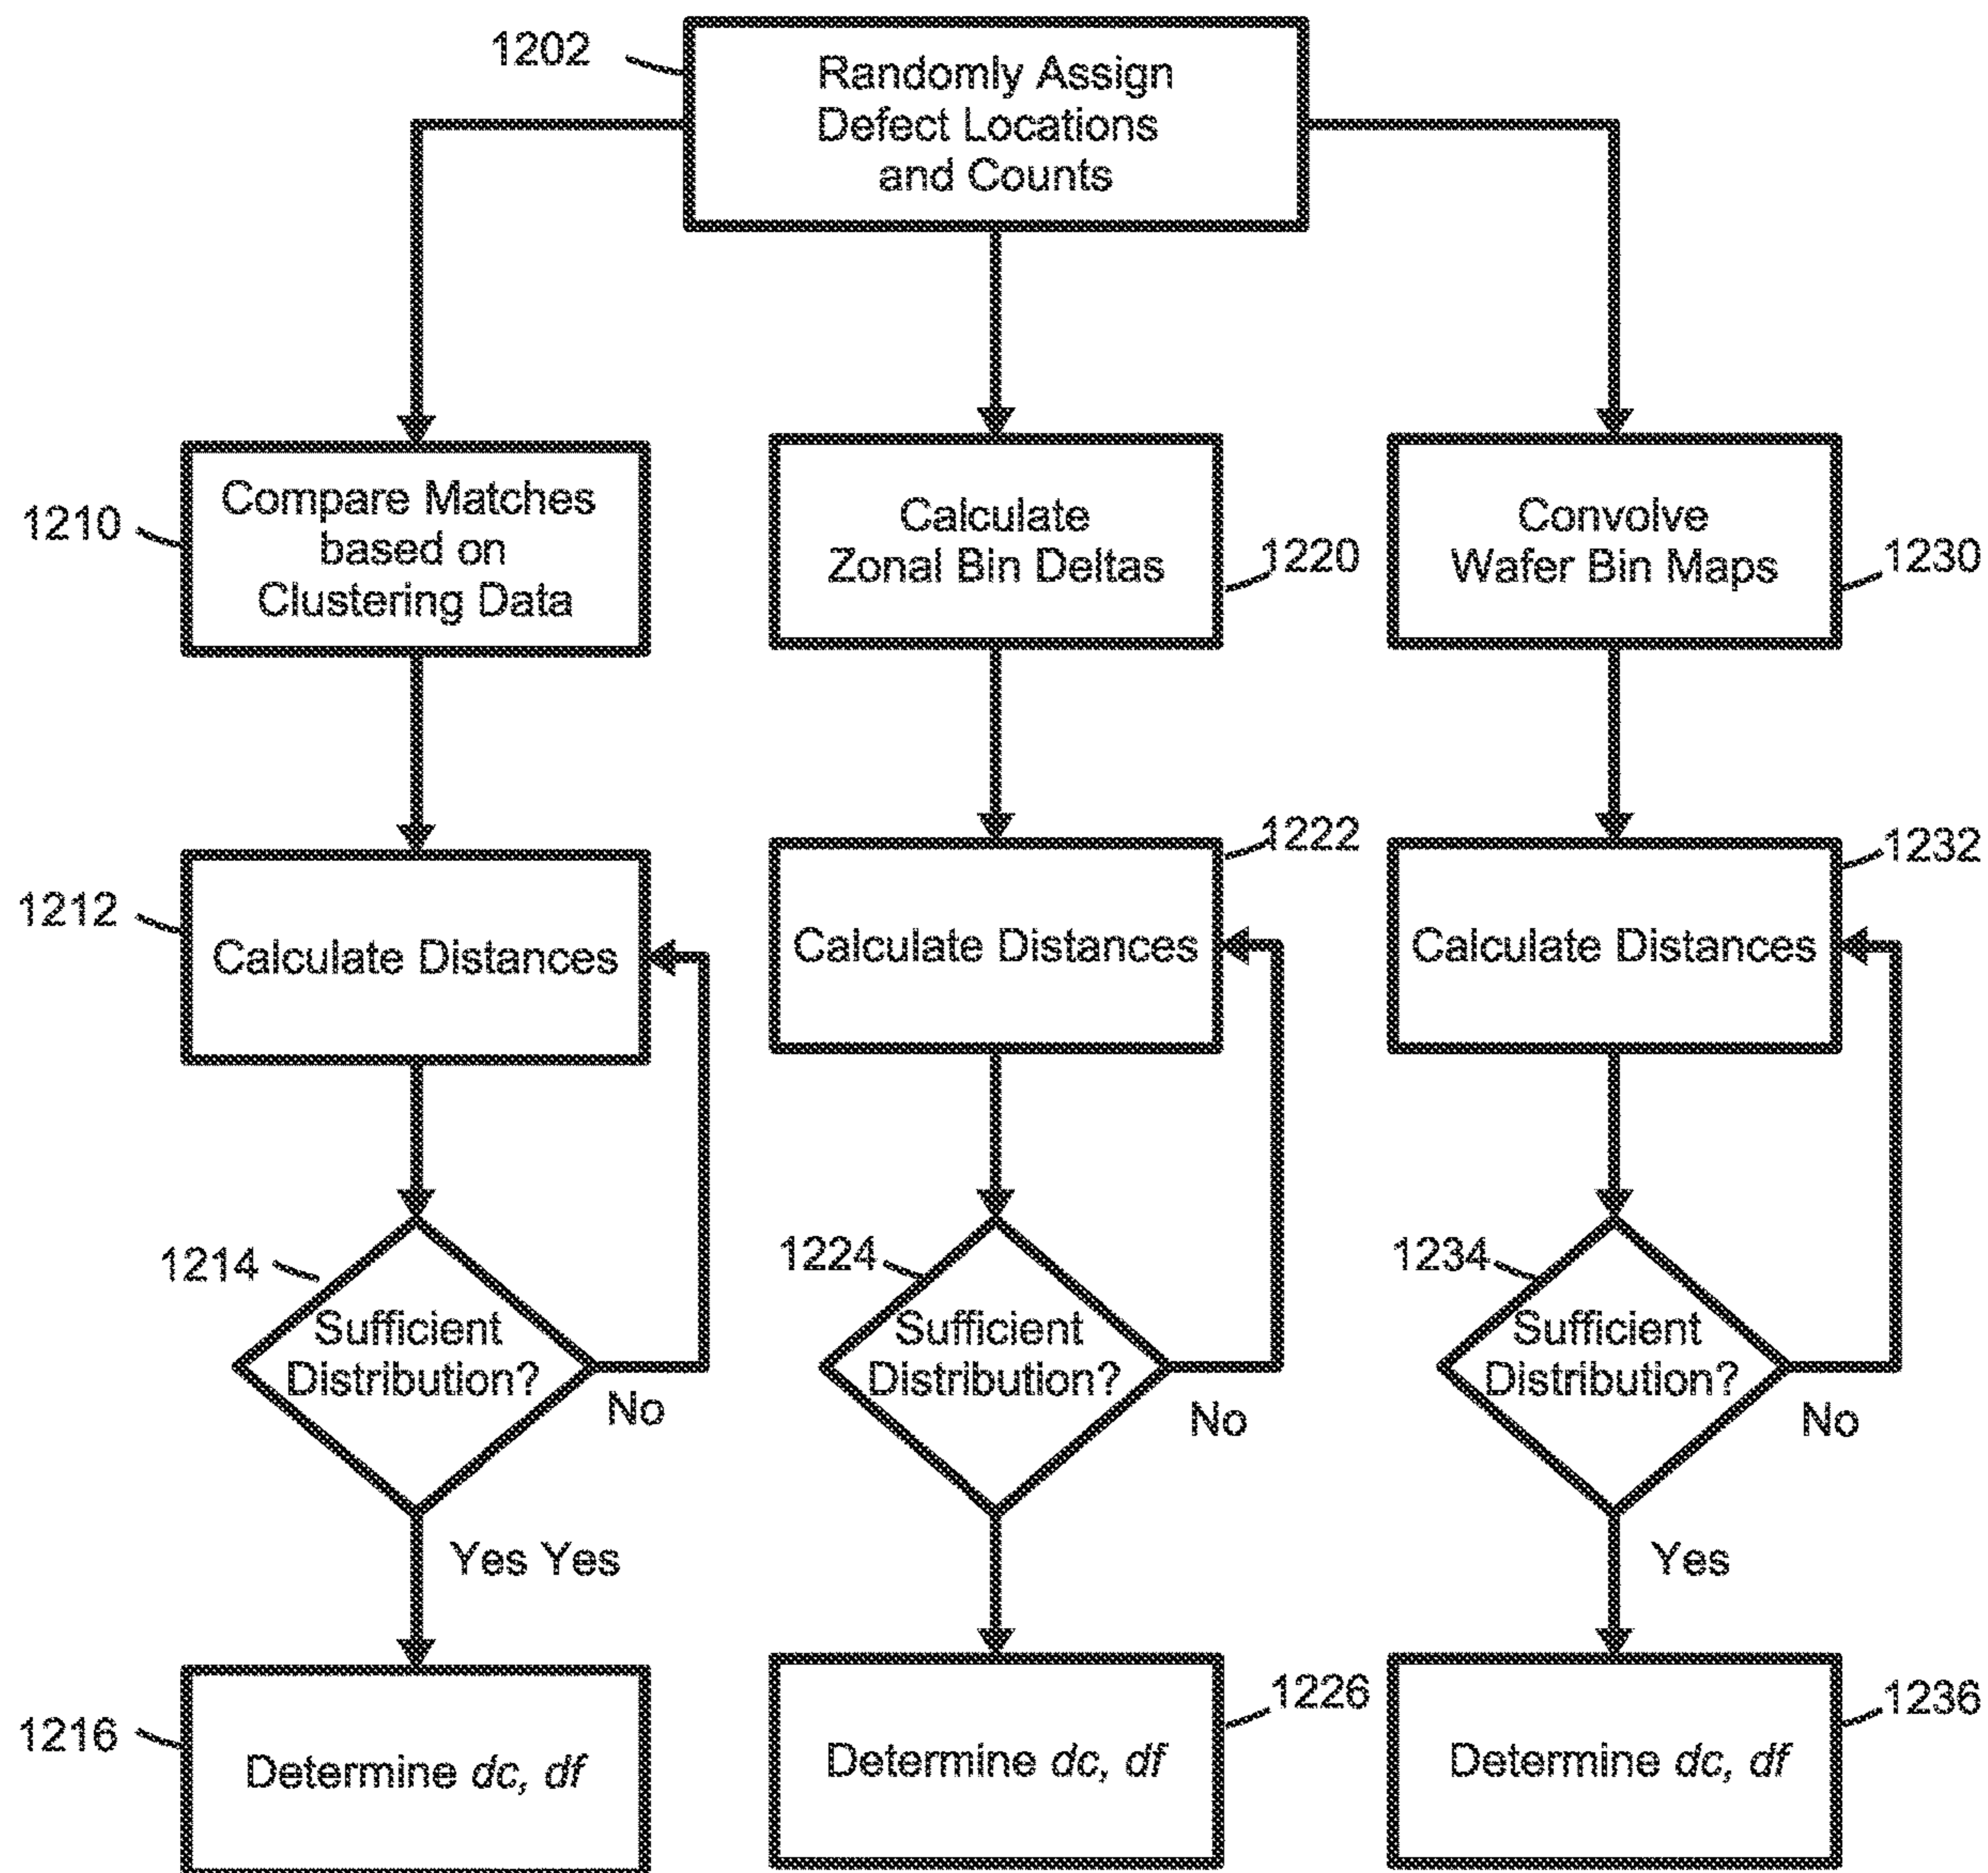 1202
Randomly Assign
Defect Locations
and Counts
1210
Compare Matches
based on
Clustering Data
Calculate
Zonal Bin Deltas
1220
Convolve
Wafer Bin Maps
1230
1212
Calculate Distances
1222
Calculate Distances
1232
Calculate Distances
1214
Sufficient
Distribution?
No
Yes Yes
1224
Sufficient
Distribution?
No
1234
Sufficient
Distribution?
No
Yes
1216
Determine dc, df
1226
Determine dc, df
1236
Determine dc, df